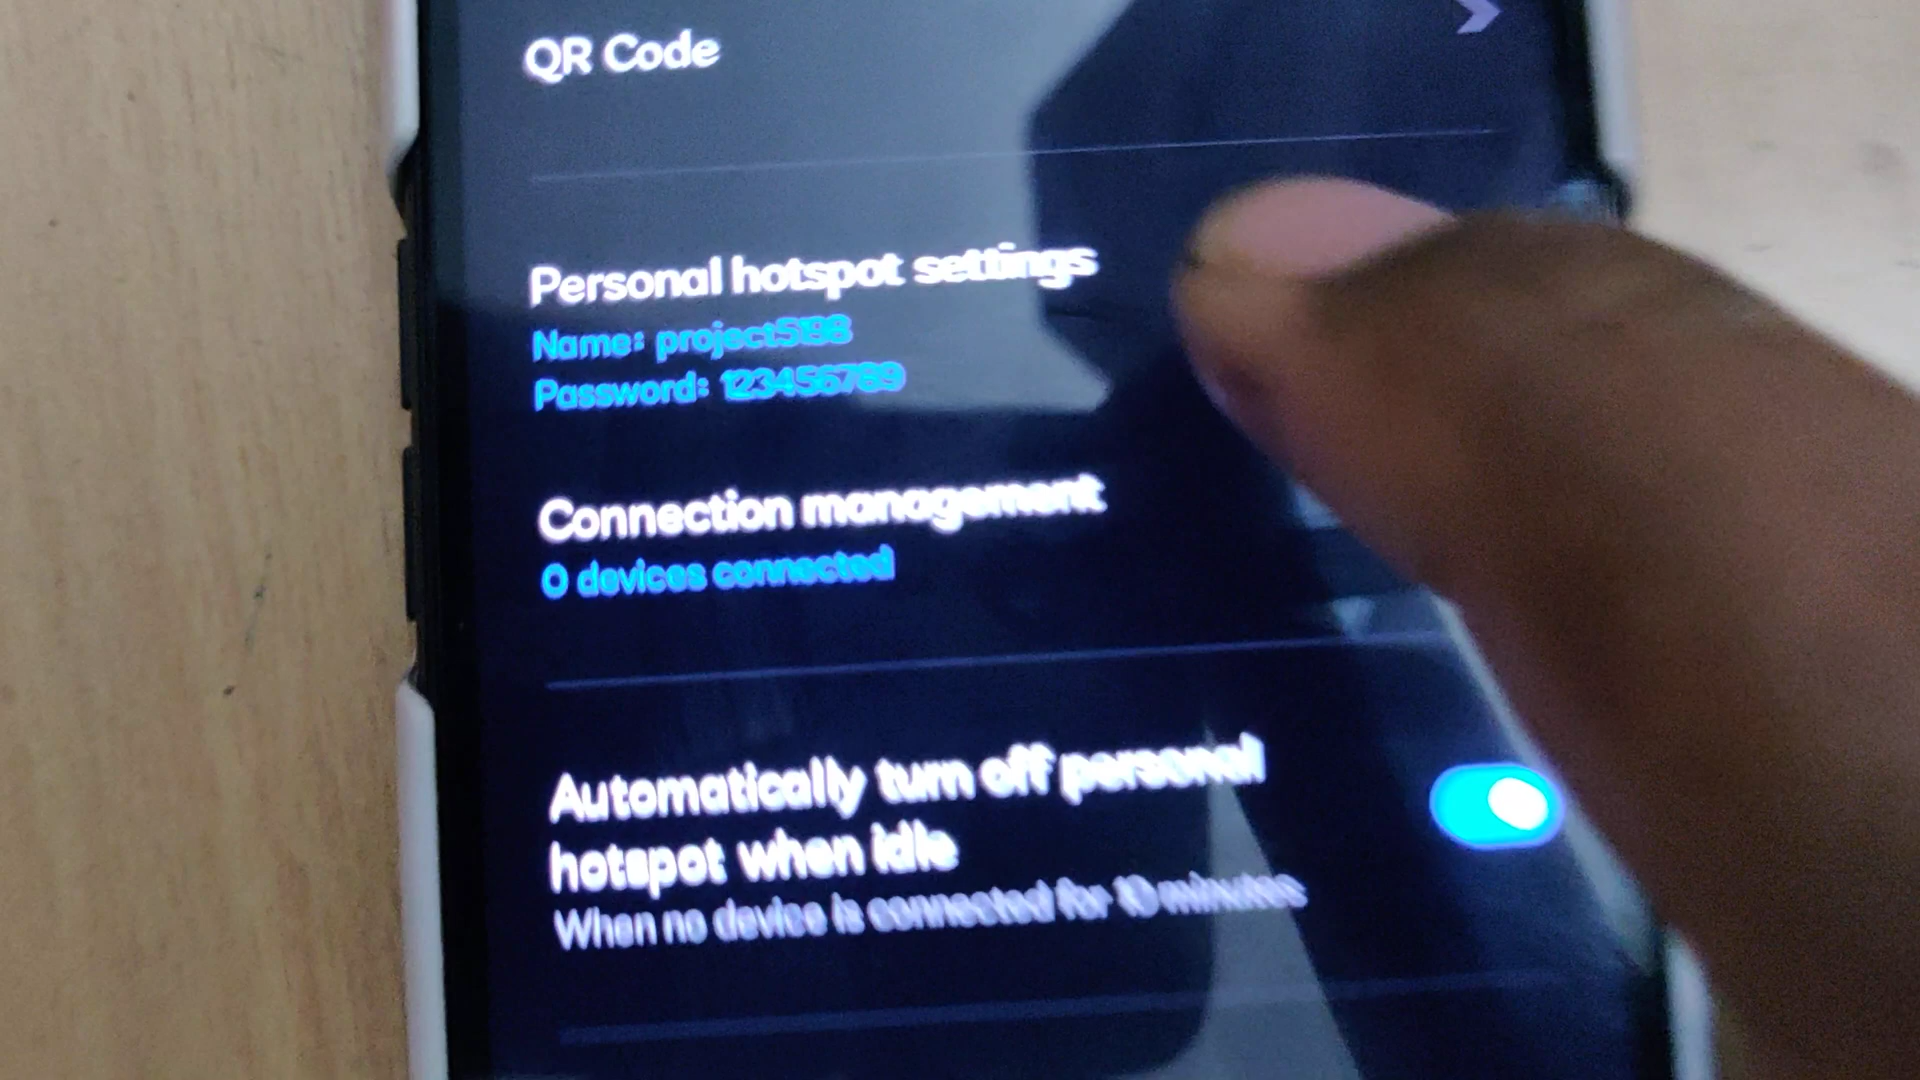 QR Code
Personal hotspot settings
Name: project5198
Password: 123456789
Connection management
0 devices connected
Automatically turn off personal
hotspot when idle
When no device is connected for 10 minutes